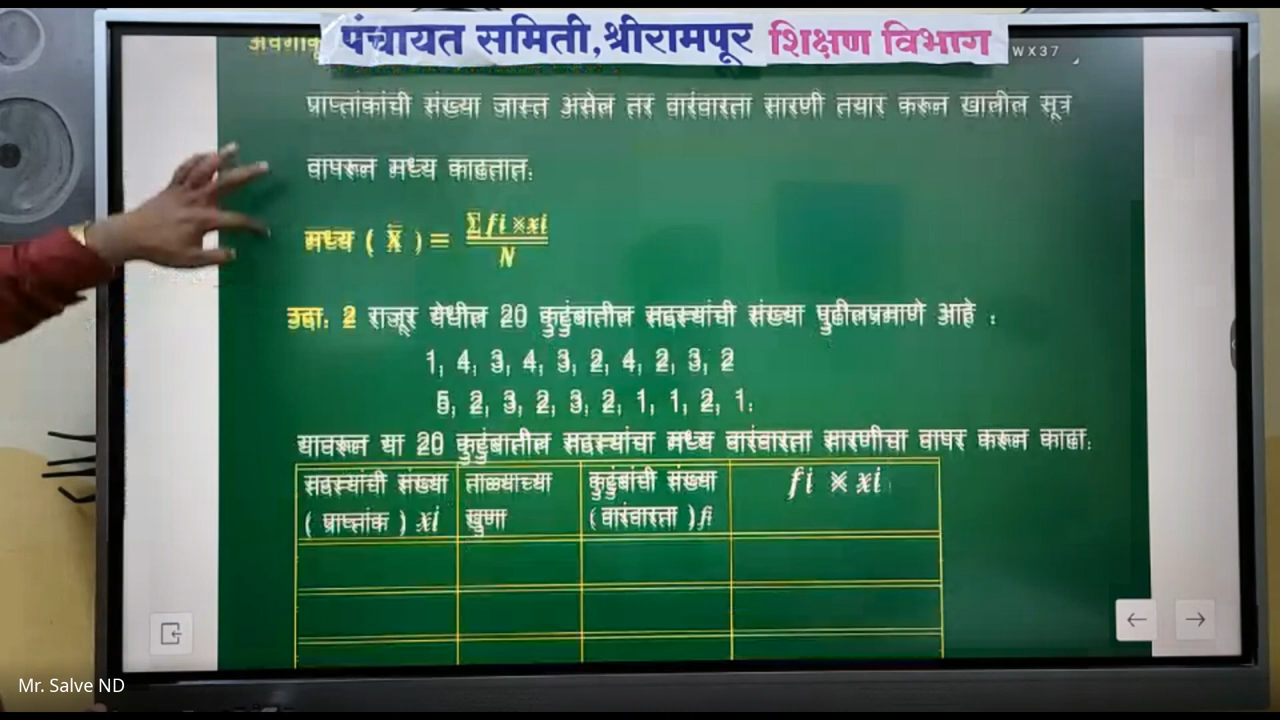 पंचायत समिती,श्रीरामपूर शिक्षण विभाग
WX37
प्राप्तांकांची संख्या जास्त असेल तर वारंवारता सारणी तयार करून खालील सूत्र
वापरून मध्य काढतात.
मध्य ( X̄ ) = Σ fi ×xi / N
उदा. 2 राजूर येथील 20 कुटुंबातील सदस्यांची संख्या पुढीलप्रमाणे आहे :
1, 4, 3, 4, 3, 2, 4, 2, 3, 2
5, 2, 3, 2, 3, 2, 1, 1, 2, 1.
यावरून या 20 कुटुंबातील सदस्यांचा मध्य वारंवारता सारणीचा वापर करून काढा.
सदस्यांची संख्या ( प्राप्तांक ) xi
ताळ्याच्या खुणा
कुटुंबांची संख्या ( वारंवारता ) fi
fi × xi
Mr. Salve ND